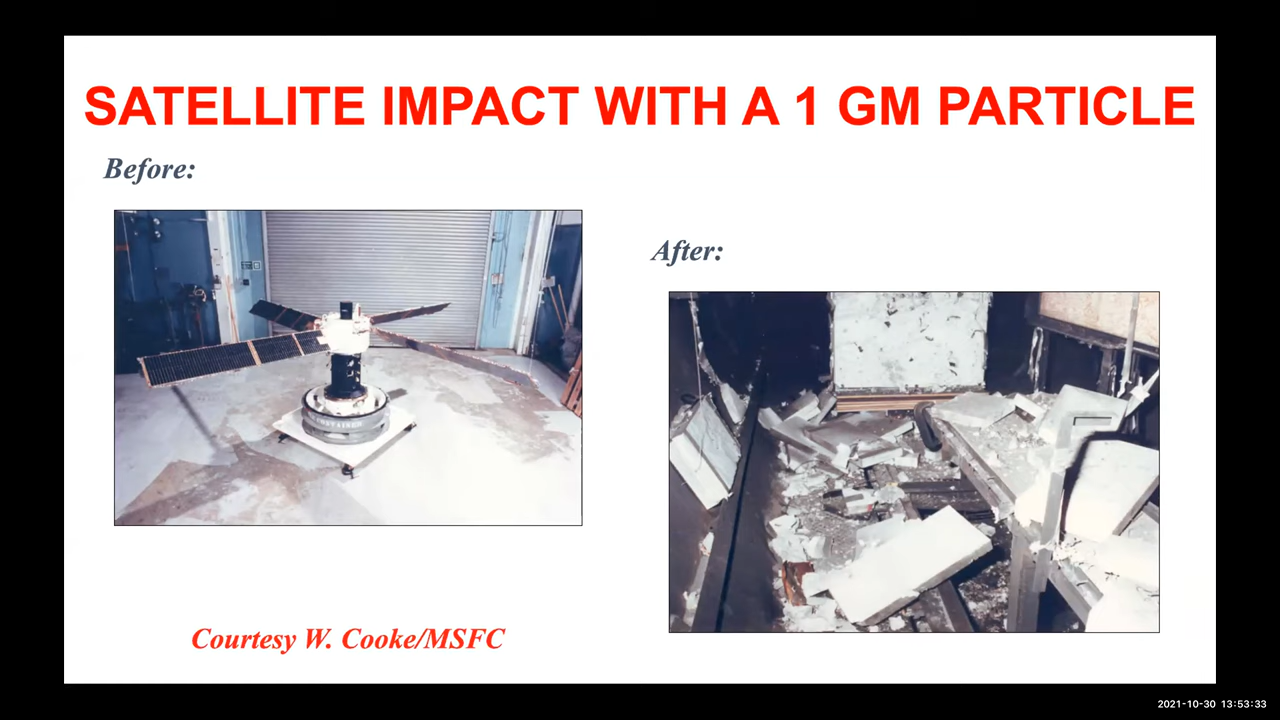 SATELLITE IMPACT WITH A 1 GM PARTICLE
Before:
After:
Courtesy W. Cooke/MSFC
2021-10-30 13:53:33